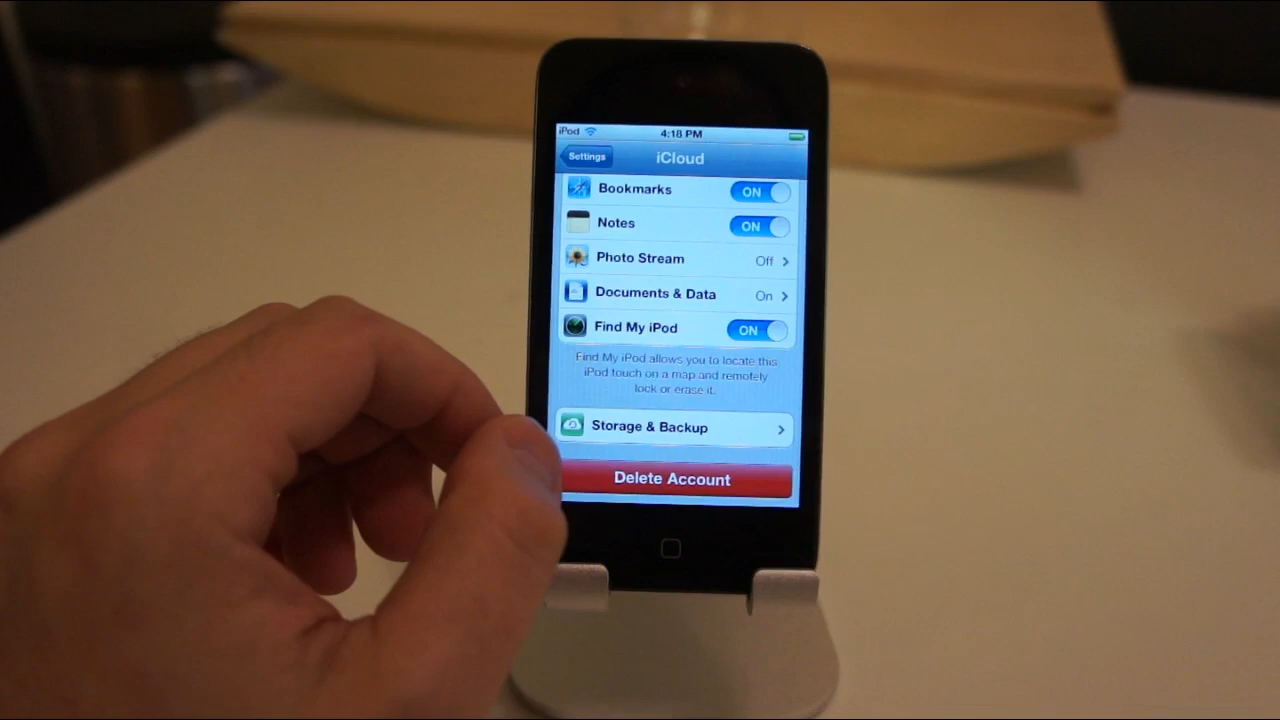 iPod 4:18 PM
Settings iCloud
Bookmarks ON
Notes ON
Photo Stream Off
Documents & Data On
Find My iPod ON
Find My iPod allows you to locate this
iPod touch on a map and remotely
lock or erase it.
Storage & Backup
Delete Account